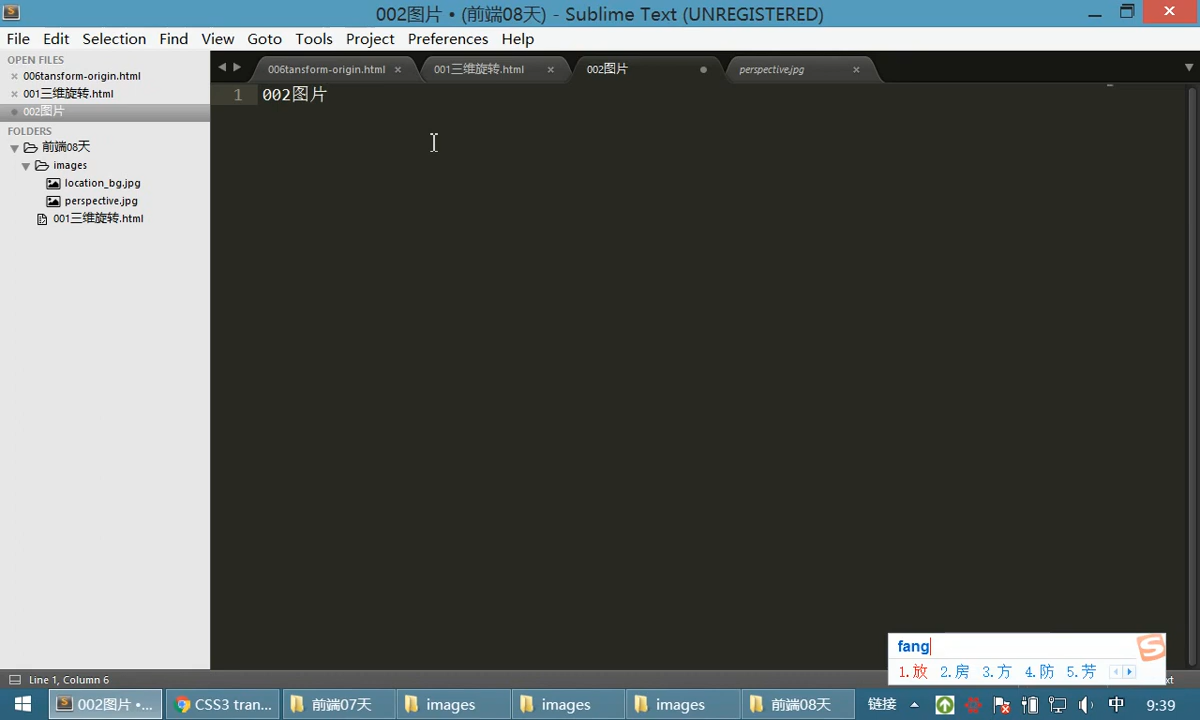 002图片 • (前端08天) - Sublime Text (UNREGISTERED)
File Edit Selection Find View Goto Tools Project Preferences Help
OPEN FILES
006tansform-origin.html
001三维旋转.html
002图片
FOLDERS
前端08天
images
location_bg.jpg
perspective.jpg
001三维旋转.html
006tansform-origin.html 001三维旋转.html 002图片 perspective.jpg
1 002图片
fang
1.放 2.房 3.方 4.防 5.芳
Line 1, Column 6
002图片 •... CSS3 tran... 前端07天 images images images 前端08天 链接 中 9:39